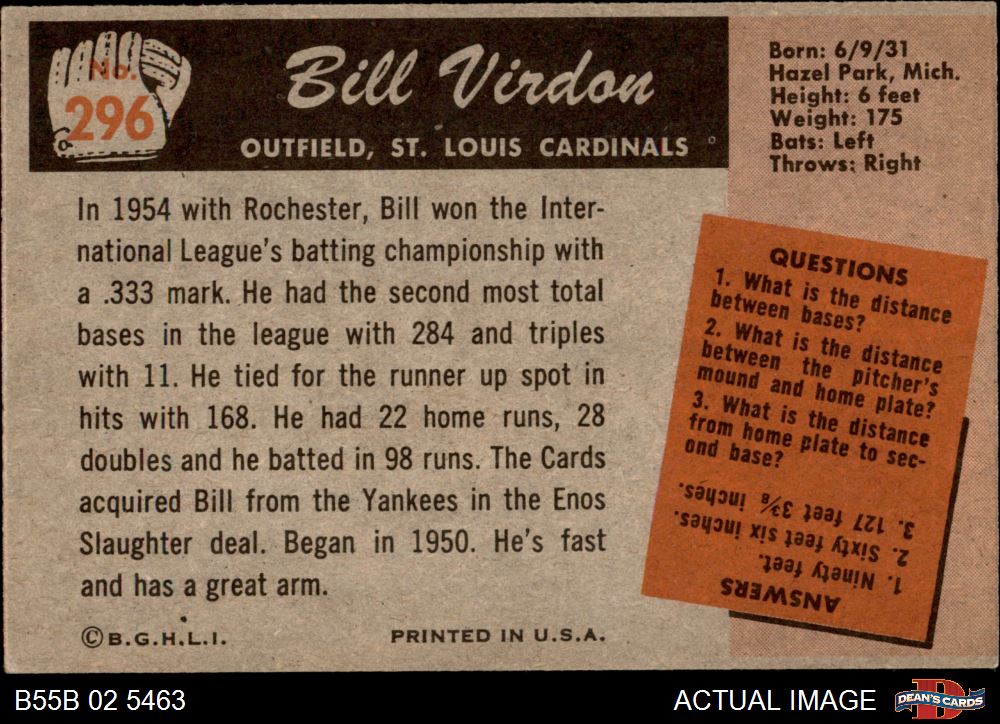 No.
296
Bill Virdon
OUTFIELD, ST. LOUIS CARDINALS
Born: 6/9/31
Hazel Park, Mich.
Height: 6 feet
Weight: 175
Bats: Left
Throws: Right
In 1954 with Rochester, Bill won the Inter-
national League's batting championship with
a .333 mark. He had the second most total
bases in the league with 284 and triples
with 11. He tied for the runner up spot in
hits with 168. He had 22 home runs, 28
doubles and he batted in 98 runs. The Cards
acquired Bill from the Yankees in the Enos
Slaughter deal. Began in 1950. He's fast
and has a great arm.
©B.G.H.L.I.
PRINTED IN U.S.A.
QUESTIONS
1. What is the distance
between bases?
2. What is the distance
between the pitcher's
mound and home plate?
3. What is the distance
from home plate to sec-
ond base?
ANSWERS
1. Ninety feet.
2. Sixty feet six inches.
3. 127 feet 3⅜ inches.
B55B 02 5463
ACTUAL IMAGE
D
DEAN'S CARDS